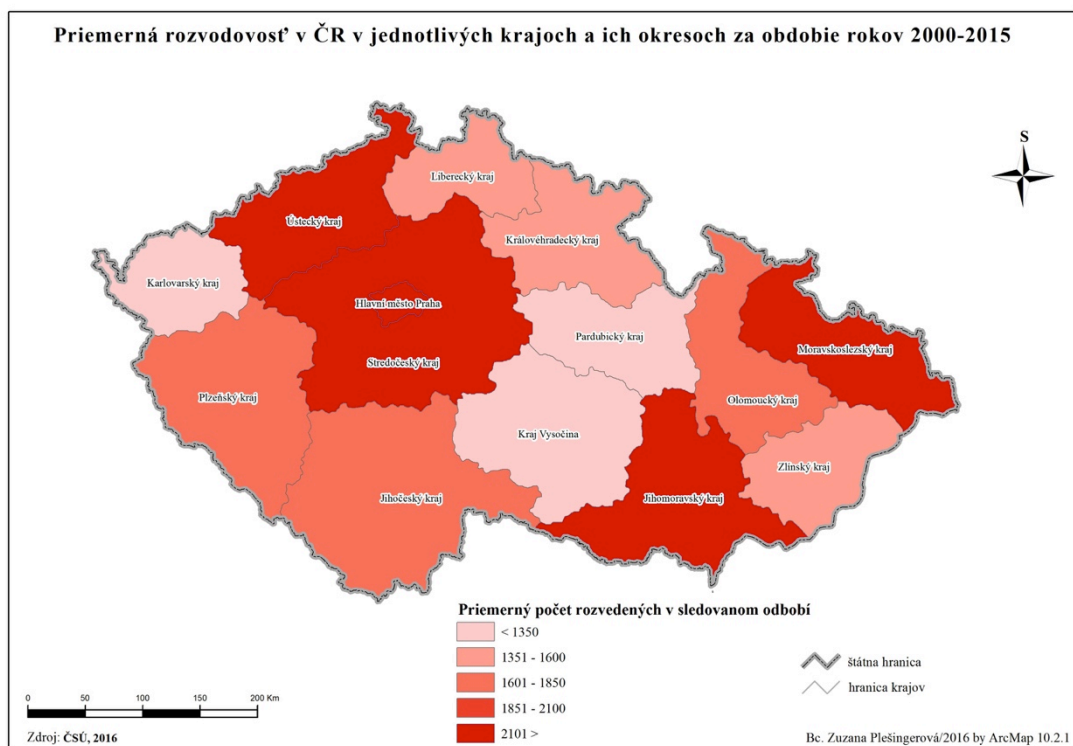 Priemerná rozvodovosť v ČR v jednotlivých krajoch a ich okresoch za obdobie rokov 2000-2015
S
Liberecký kraj
Ústecký kraj
Královéhradecký kraj
Karlovarský kraj
Hlavní město Praha
Pardubický kraj
Moravskoslezský kraj
Stredočeský kraj
Plzeňský kraj
Olomoucký kraj
Kraj Vysočina
Zlínský kraj
Jihočeský kraj
Jihomoravský kraj
Priemerný počet rozvedených v sledovanom odbobí
< 1350
1351 - 1600
1601 - 1850
1851 - 2100
2101 >
štátna hranica
hranica krajov
0 50 100 150 200 Km
Zdroj: ČSÚ, 2016
Bc. Zuzana Plešingerová/2016 by ArcMap 10.2.1